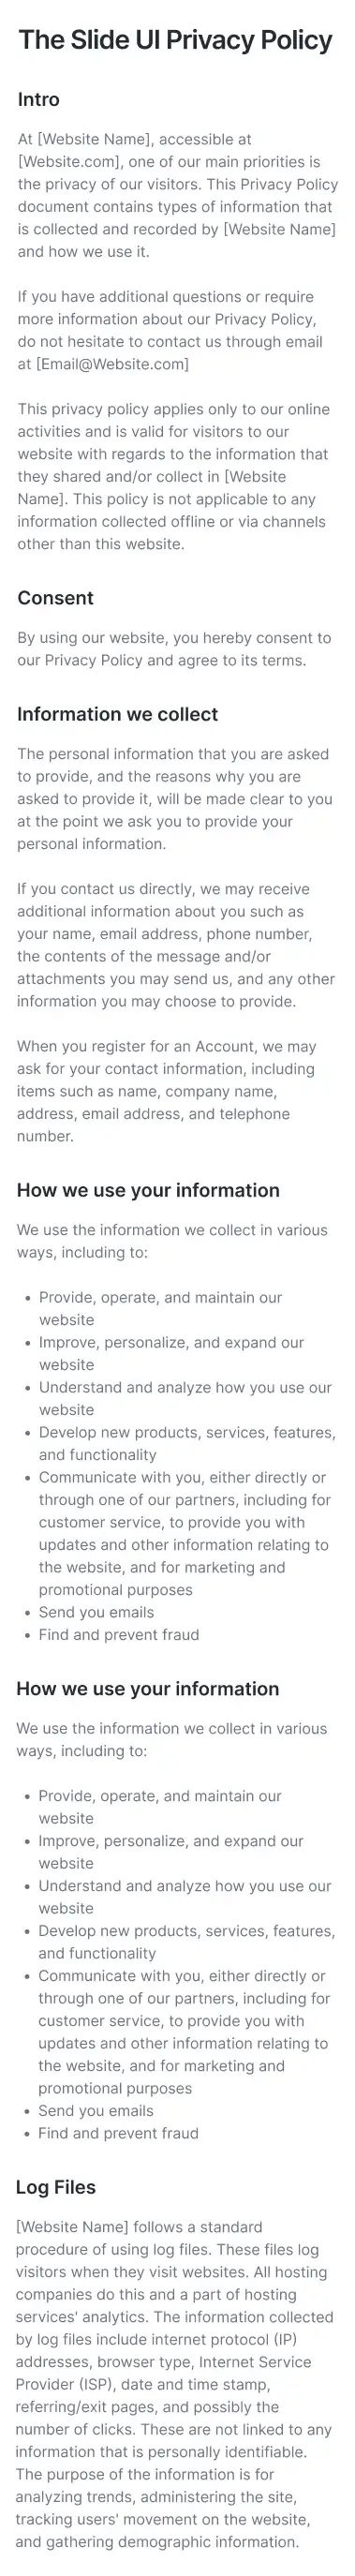 The Slide UI Privacy Policy
Intro
At [Website Name], accessible at
[Website.com], one of our main priorities is
the privacy of our visitors. This Privacy Policy
document contains types of information that
is collected and recorded by [Website Name]
and how we use it.
If you have additional questions or require
more information about our Privacy Policy,
do not hesitate to contact us through email
at [Email@Website.com]
This privacy policy applies only to our online
activities and is valid for visitors to our
website with regards to the information that
they shared and/or collect in [Website
Name]. This policy is not applicable to any
information collected offline or via channels
other than this website.
Consent
By using our website, you hereby consent to
our Privacy Policy and agree to its terms.
Information we collect
The personal information that you are asked
to provide, and the reasons why you are
asked to provide it, will be made clear to you
at the point we ask you to provide your
personal information.
If you contact us directly, we may receive
additional information about you such as
your name, email address, phone number,
the contents of the message and/or
attachments you may send us, and any other
information you may choose to provide.
When you register for an Account, we may
ask for your contact information, including
items such as name, company name,
address, email address, and telephone
number.
How we use your information
We use the information we collect in various
ways, including to:
• Provide, operate, and maintain our
website
• Improve, personalize, and expand our
website
• Understand and analyze how you use our
website
• Develop new products, services, features,
and functionality
• Communicate with you, either directly or
through one of our partners, including for
customer service, to provide you with
updates and other information relating to
the website, and for marketing and
promotional purposes
• Send you emails
• Find and prevent fraud
How we use your information
We use the information we collect in various
ways, including to:
• Provide, operate, and maintain our
website
• Improve, personalize, and expand our
website
• Understand and analyze how you use our
website
• Develop new products, services, features,
and functionality
• Communicate with you, either directly or
through one of our partners, including for
customer service, to provide you with
updates and other information relating to
the website, and for marketing and
promotional purposes
• Send you emails
• Find and prevent fraud
Log Files
[Website Name] follows a standard
procedure of using log files. These files log
visitors when they visit websites. All hosting
companies do this and a part of hosting
services' analytics. The information collected
by log files include internet protocol (IP)
addresses, browser type, Internet Service
Provider (ISP), date and time stamp,
referring/exit pages, and possibly the
number of clicks. These are not linked to any
information that is personally identifiable.
The purpose of the information is for
analyzing trends, administering the site,
tracking users' movement on the website,
and gathering demographic information.